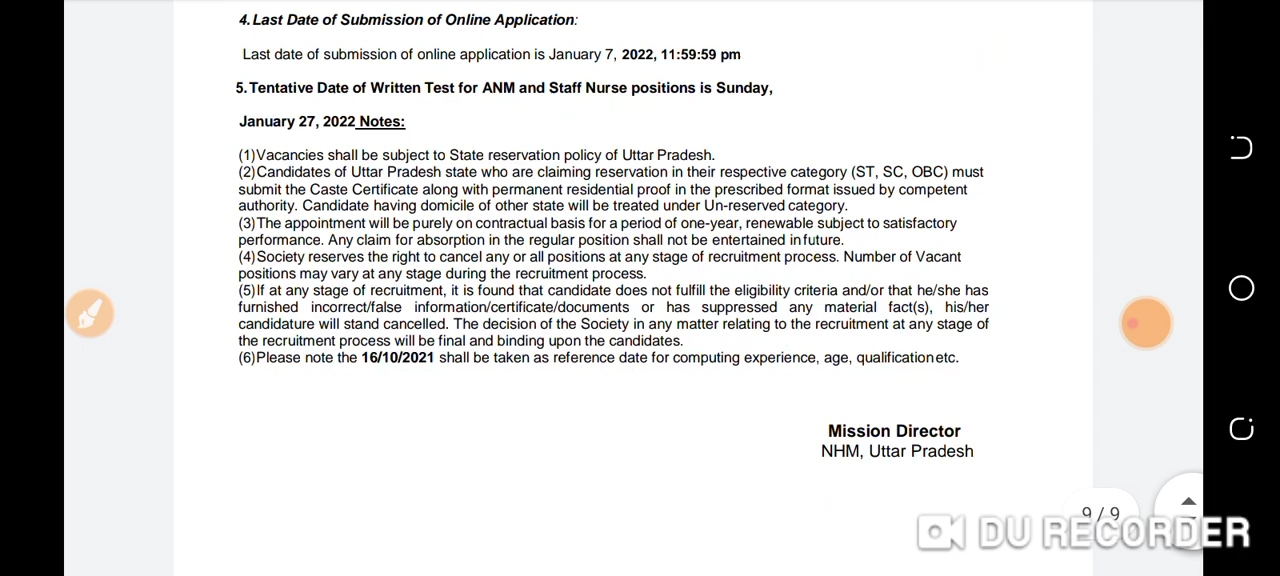 4. Last Date of Submission of Online Application:
Last date of submission of online application is January 7, 2022, 11:59:59 pm
5. Tentative Date of Written Test for ANM and Staff Nurse positions is Sunday,
January 27, 2022 Notes:
(1)Vacancies shall be subject to State reservation policy of Uttar Pradesh.
(2)Candidates of Uttar Pradesh state who are claiming reservation in their respective category (ST, SC, OBC) must
submit the Caste Certificate along with permanent residential proof in the prescribed format issued by competent
authority. Candidate having domicile of other state will be treated under Un-reserved category.
(3)The appointment will be purely on contractual basis for a period of one-year, renewable subject to satisfactory
performance. Any claim for absorption in the regular position shall not be entertained in future.
(4)Society reserves the right to cancel any or all positions at any stage of recruitment process. Number of Vacant
positions may vary at any stage during the recruitment process.
(5)If at any stage of recruitment, it is found that candidate does not fulfill the eligibility criteria and/or that he/she has
furnished incorrect/false information/certificate/documents or has suppressed any material fact(s), his/her
candidature will stand cancelled. The decision of the Society in any matter relating to the recruitment at any stage of
the recruitment process will be final and binding upon the candidates.
(6)Please note the 16/10/2021 shall be taken as reference date for computing experience, age, qualification etc.
Mission Director
NHM, Uttar Pradesh
9 / 9
DU RECORDER